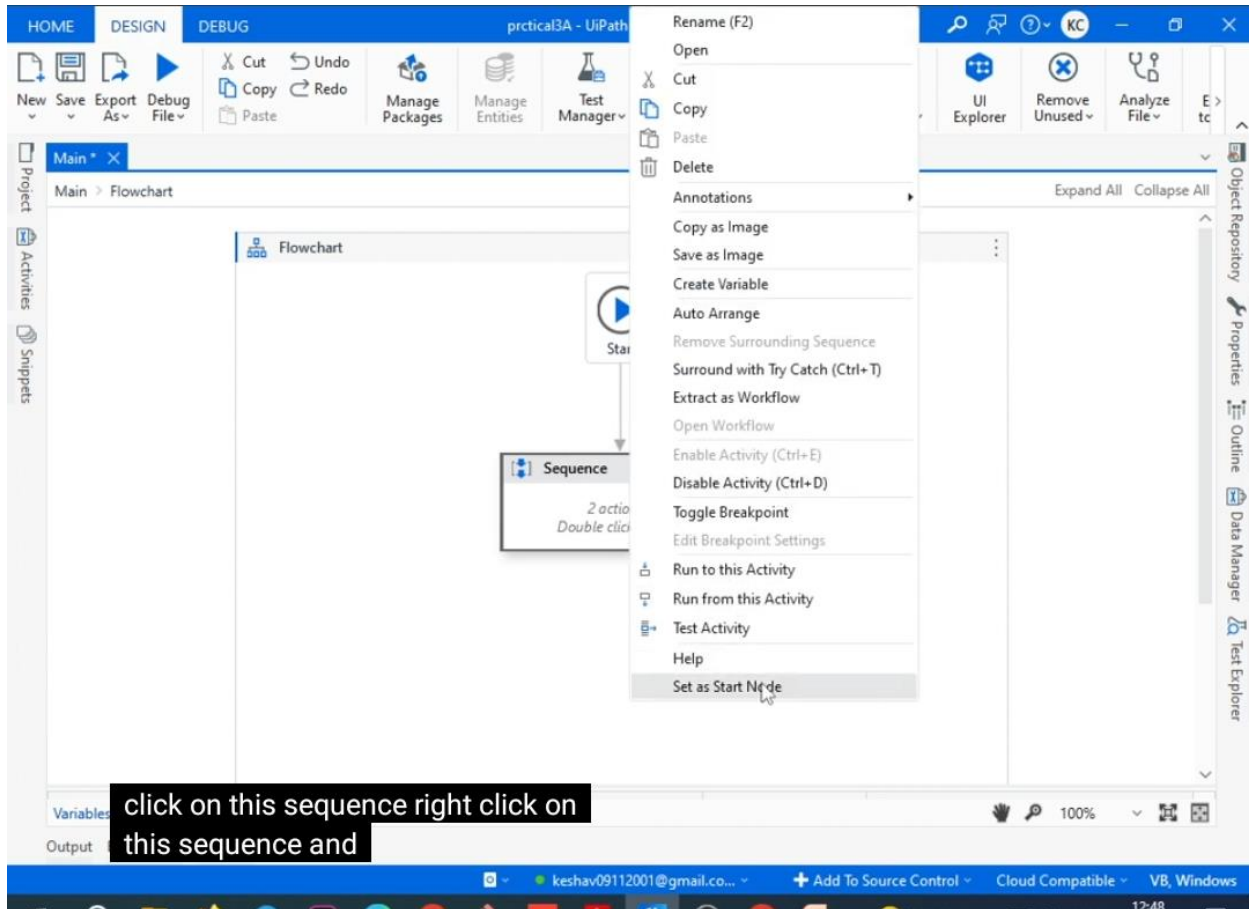 HOME DESIGN DEBUG prctical3A - UiPath KC
Cut Undo
Copy Redo
Paste
New Save Export As Debug File
Manage Packages
Manage Entities
Test Manager
UI Explorer
Remove Unused
Analyze File
Main * 
Main > Flowchart
Expand All Collapse All
Project
Activities
Snippets
Flowchart
Star
Sequence
2 actio
Double clic
Rename (F2)
Open
Cut
Copy
Paste
Delete
Annotations
Copy as Image
Save as Image
Create Variable
Auto Arrange
Remove Surrounding Sequence
Surround with Try Catch (Ctrl+T)
Extract as Workflow
Open Workflow
Enable Activity (Ctrl+E)
Disable Activity (Ctrl+D)
Toggle Breakpoint
Edit Breakpoint Settings
Run to this Activity
Run from this Activity
Test Activity
Help
Set as Start Node
Object Repository
Properties
Outline
Data Manager
Test Explorer
click on this sequence right click on
this sequence and
Variables
100%
Output
keshav09112001@gmail.co... Add To Source Control Cloud Compatible VB, Windows
12:48